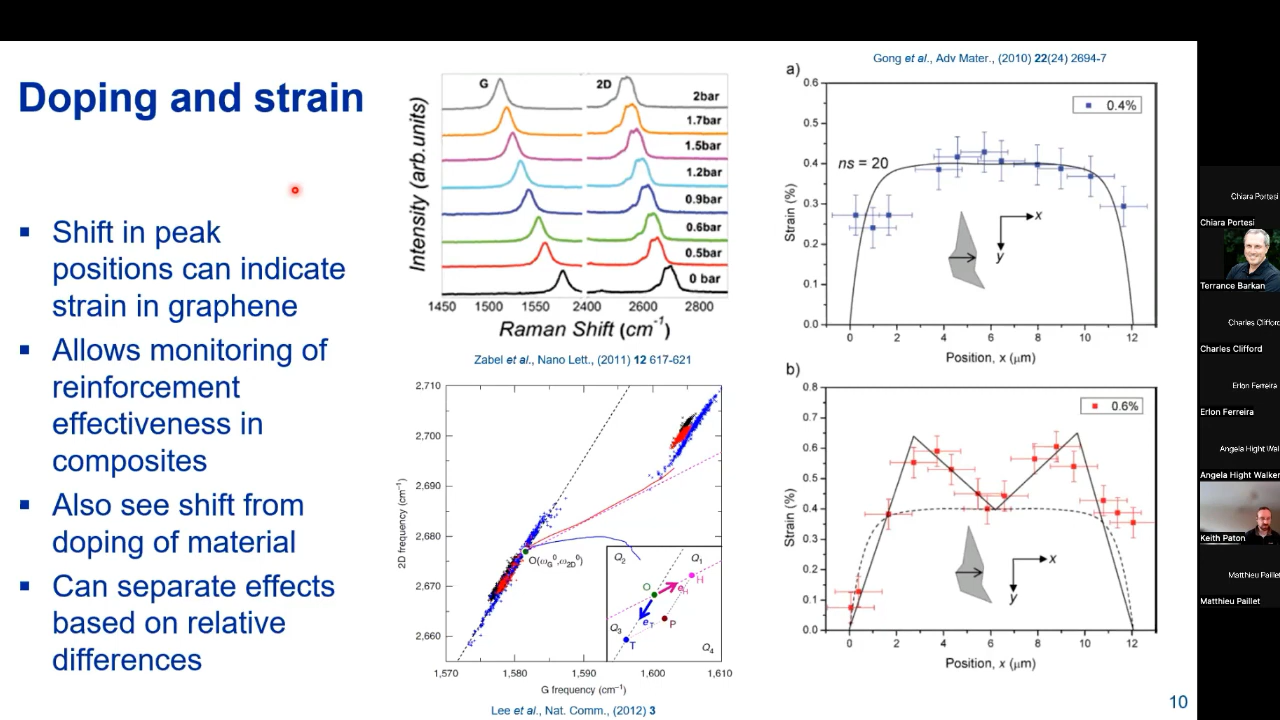 Doping and strain
▪ Shift in peak
positions can indicate
strain in graphene
▪ Allows monitoring of
reinforcement
effectiveness in
composites
▪ Also see shift from
doping of material
▪ Can separate effects
based on relative
differences
G 2D
2bar
1.7bar
1.5bar
1.2bar
0.9bar
0.6bar
0.5bar
0 bar
Intensity (arb.units)
1450 1500 1550 2400 2600 2800
Raman Shift (cm⁻¹)
Zabel et al., Nano Lett., (2011) 12 617-621
2,710
2,700
2,690
2,680
2,670
2,660
2D frequency (cm⁻¹)
O(ω_G⁰,ω_2D⁰)
Q₂ Q₁
O H
Q₃ e_T P
T Q₄
1,570 1,580 1,590 1,600 1,610
G frequency (cm⁻¹)
Lee et al., Nat. Comm., (2012) 3
Gong et al., Adv Mater., (2010) 22(24) 2694-7
a)
0.6
0.5
0.4
0.3
0.2
0.1
0.0
Strain (%)
0.4%
ns = 20
x
y
0 2 4 6 8 10 12
Position, x (μm)
b)
0.8
0.7
0.6
0.5
0.4
0.3
0.2
0.1
0.0
Strain (%)
0.6%
x
y
0 2 4 6 8 10 12
Position, x (μm)
10
Chiara Portesi
Chiara Portesi
Terrance Barkan
Charles Clifford
Charles Clifford
Erlon Ferreira
Erlon Ferreira
Angela Hight Wal
Angela Hight Walker
Keith Paton
Matthieu Paillet
Matthieu Paillet